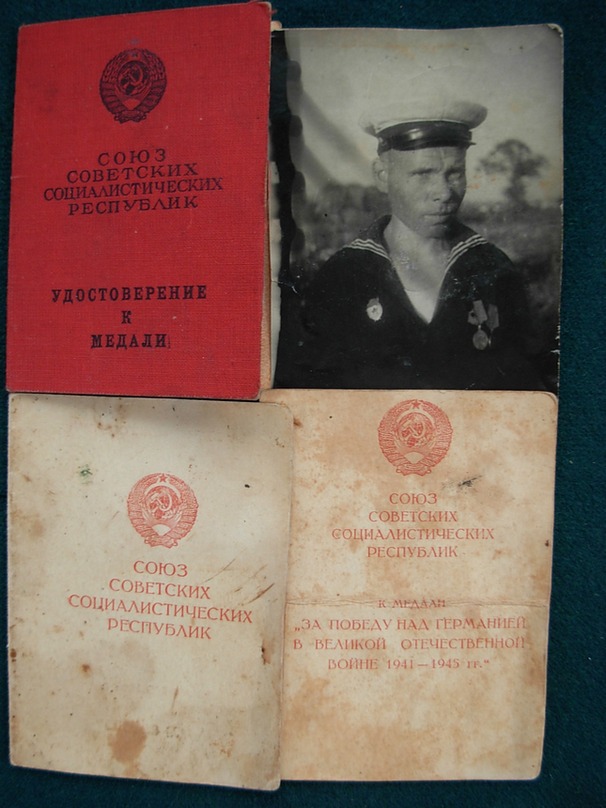 СОЮЗ
СОВЕТСКИХ
СОЦИАЛИСТИЧЕСКИХ
РЕСПУБЛИК
УДОСТОВЕРЕНИЕ
К
МЕДАЛИ
СОЮЗ
СОВЕТСКИХ
СОЦИАЛИСТИЧЕСКИХ
РЕСПУБЛИК
СОЮЗ
СОВЕТСКИХ
СОЦИАЛИСТИЧЕСКИХ
РЕСПУБЛИК
К МЕДАЛИ
„ЗА ПОБЕДУ НАД ГЕРМАНИЕЙ
В ВЕЛИКОЙ ОТЕЧЕСТВЕННОЙ
ВОЙНЕ 1941—1945 гг.“